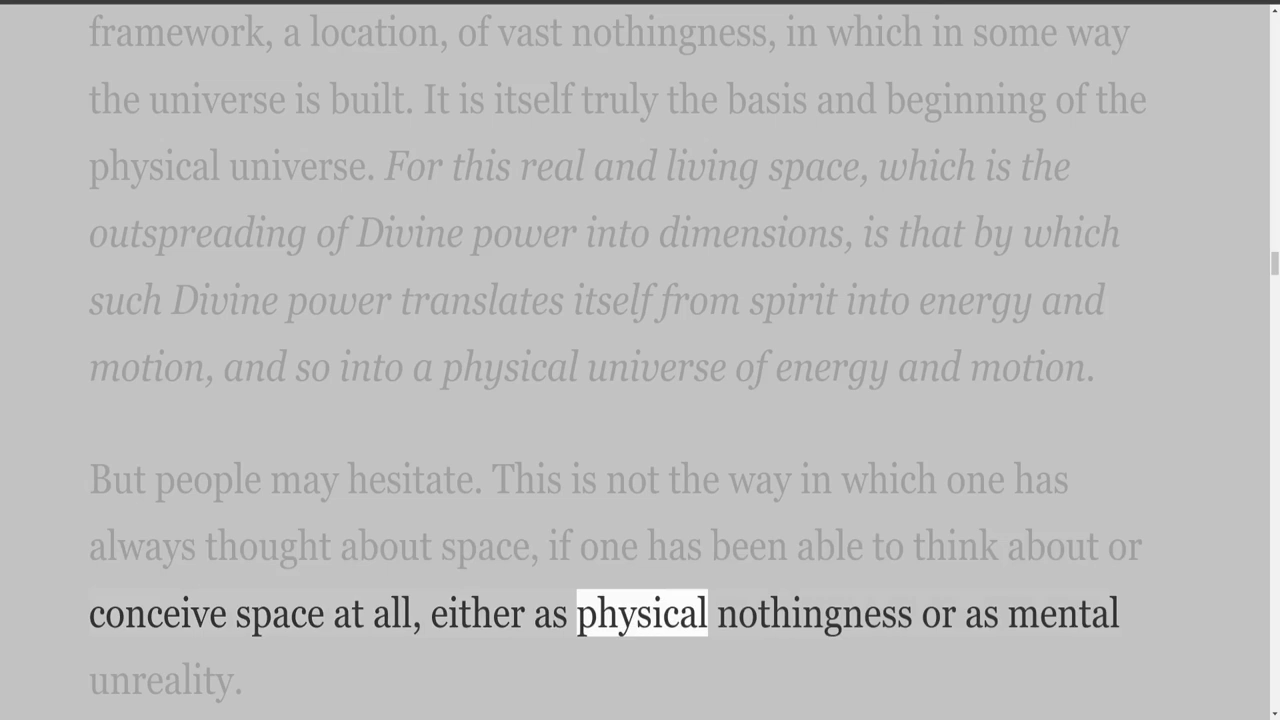 framework, a location, of vast nothingness, in which in some way
the universe is built. It is itself truly the basis and beginning of the
physical universe. For this real and living space, which is the
outspreading of Divine power into dimensions, is that by which
such Divine power translates itself from spirit into energy and
motion, and so into a physical universe of energy and motion.
But people may hesitate. This is not the way in which one has
always thought about space, if one has been able to think about or
conceive space at all, either as physical nothingness or as mental
unreality.